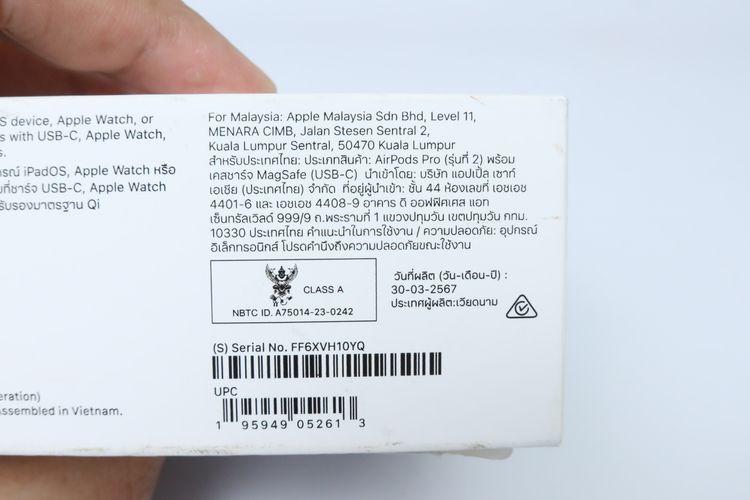 S device, Apple Watch, or
s with USB-C, Apple Watch,
s.
กรณ์ iPadOS, Apple Watch หรือ
ที่ชาร์จ USB-C, Apple Watch
รับรองมาตรฐาน Qi
eration)
Assembled in Vietnam.
For Malaysia: Apple Malaysia Sdn Bhd, Level 11,
MENARA CIMB, Jalan Stesen Sentral 2,
Kuala Lumpur Sentral, 50470 Kuala Lumpur
สำหรับประเทศไทย: ประเภทสินค้า: AirPods Pro (รุ่นที่ 2) พร้อม
เคสชาร์จ MagSafe (USB-C) นำเข้าโดย: บริษัท แอปเปิ้ล เซาท์
เอเชีย (ประเทศไทย) จำกัด ที่อยู่ผู้นำเข้า: ชั้น 44 ห้องเลขที่ เอชเอช
4401-6 และ เอชเอช 4408-9 อาคาร ดิ ออฟฟิศเศส แอท
เซ็นทรัลเวิลด์ 999/9 ถ.พระรามที่ 1 แขวงปทุมวัน เขตปทุมวัน กทม.
10330 ประเทศไทย คำแนะนำในการใช้งาน / ความปลอดภัย: อุปกรณ์
อิเล็กทรอนิกส์ โปรดคำนึงถึงความปลอดภัยขณะใช้งาน
CLASS A
NBTC ID. A75014-23-0242
วันที่ผลิต (วัน-เดือน-ปี) :
30-03-2567
ประเทศผู้ผลิต:เวียดนาม
(S) Serial No. FF6XVH10YQ
UPC
1 95949 05261 3